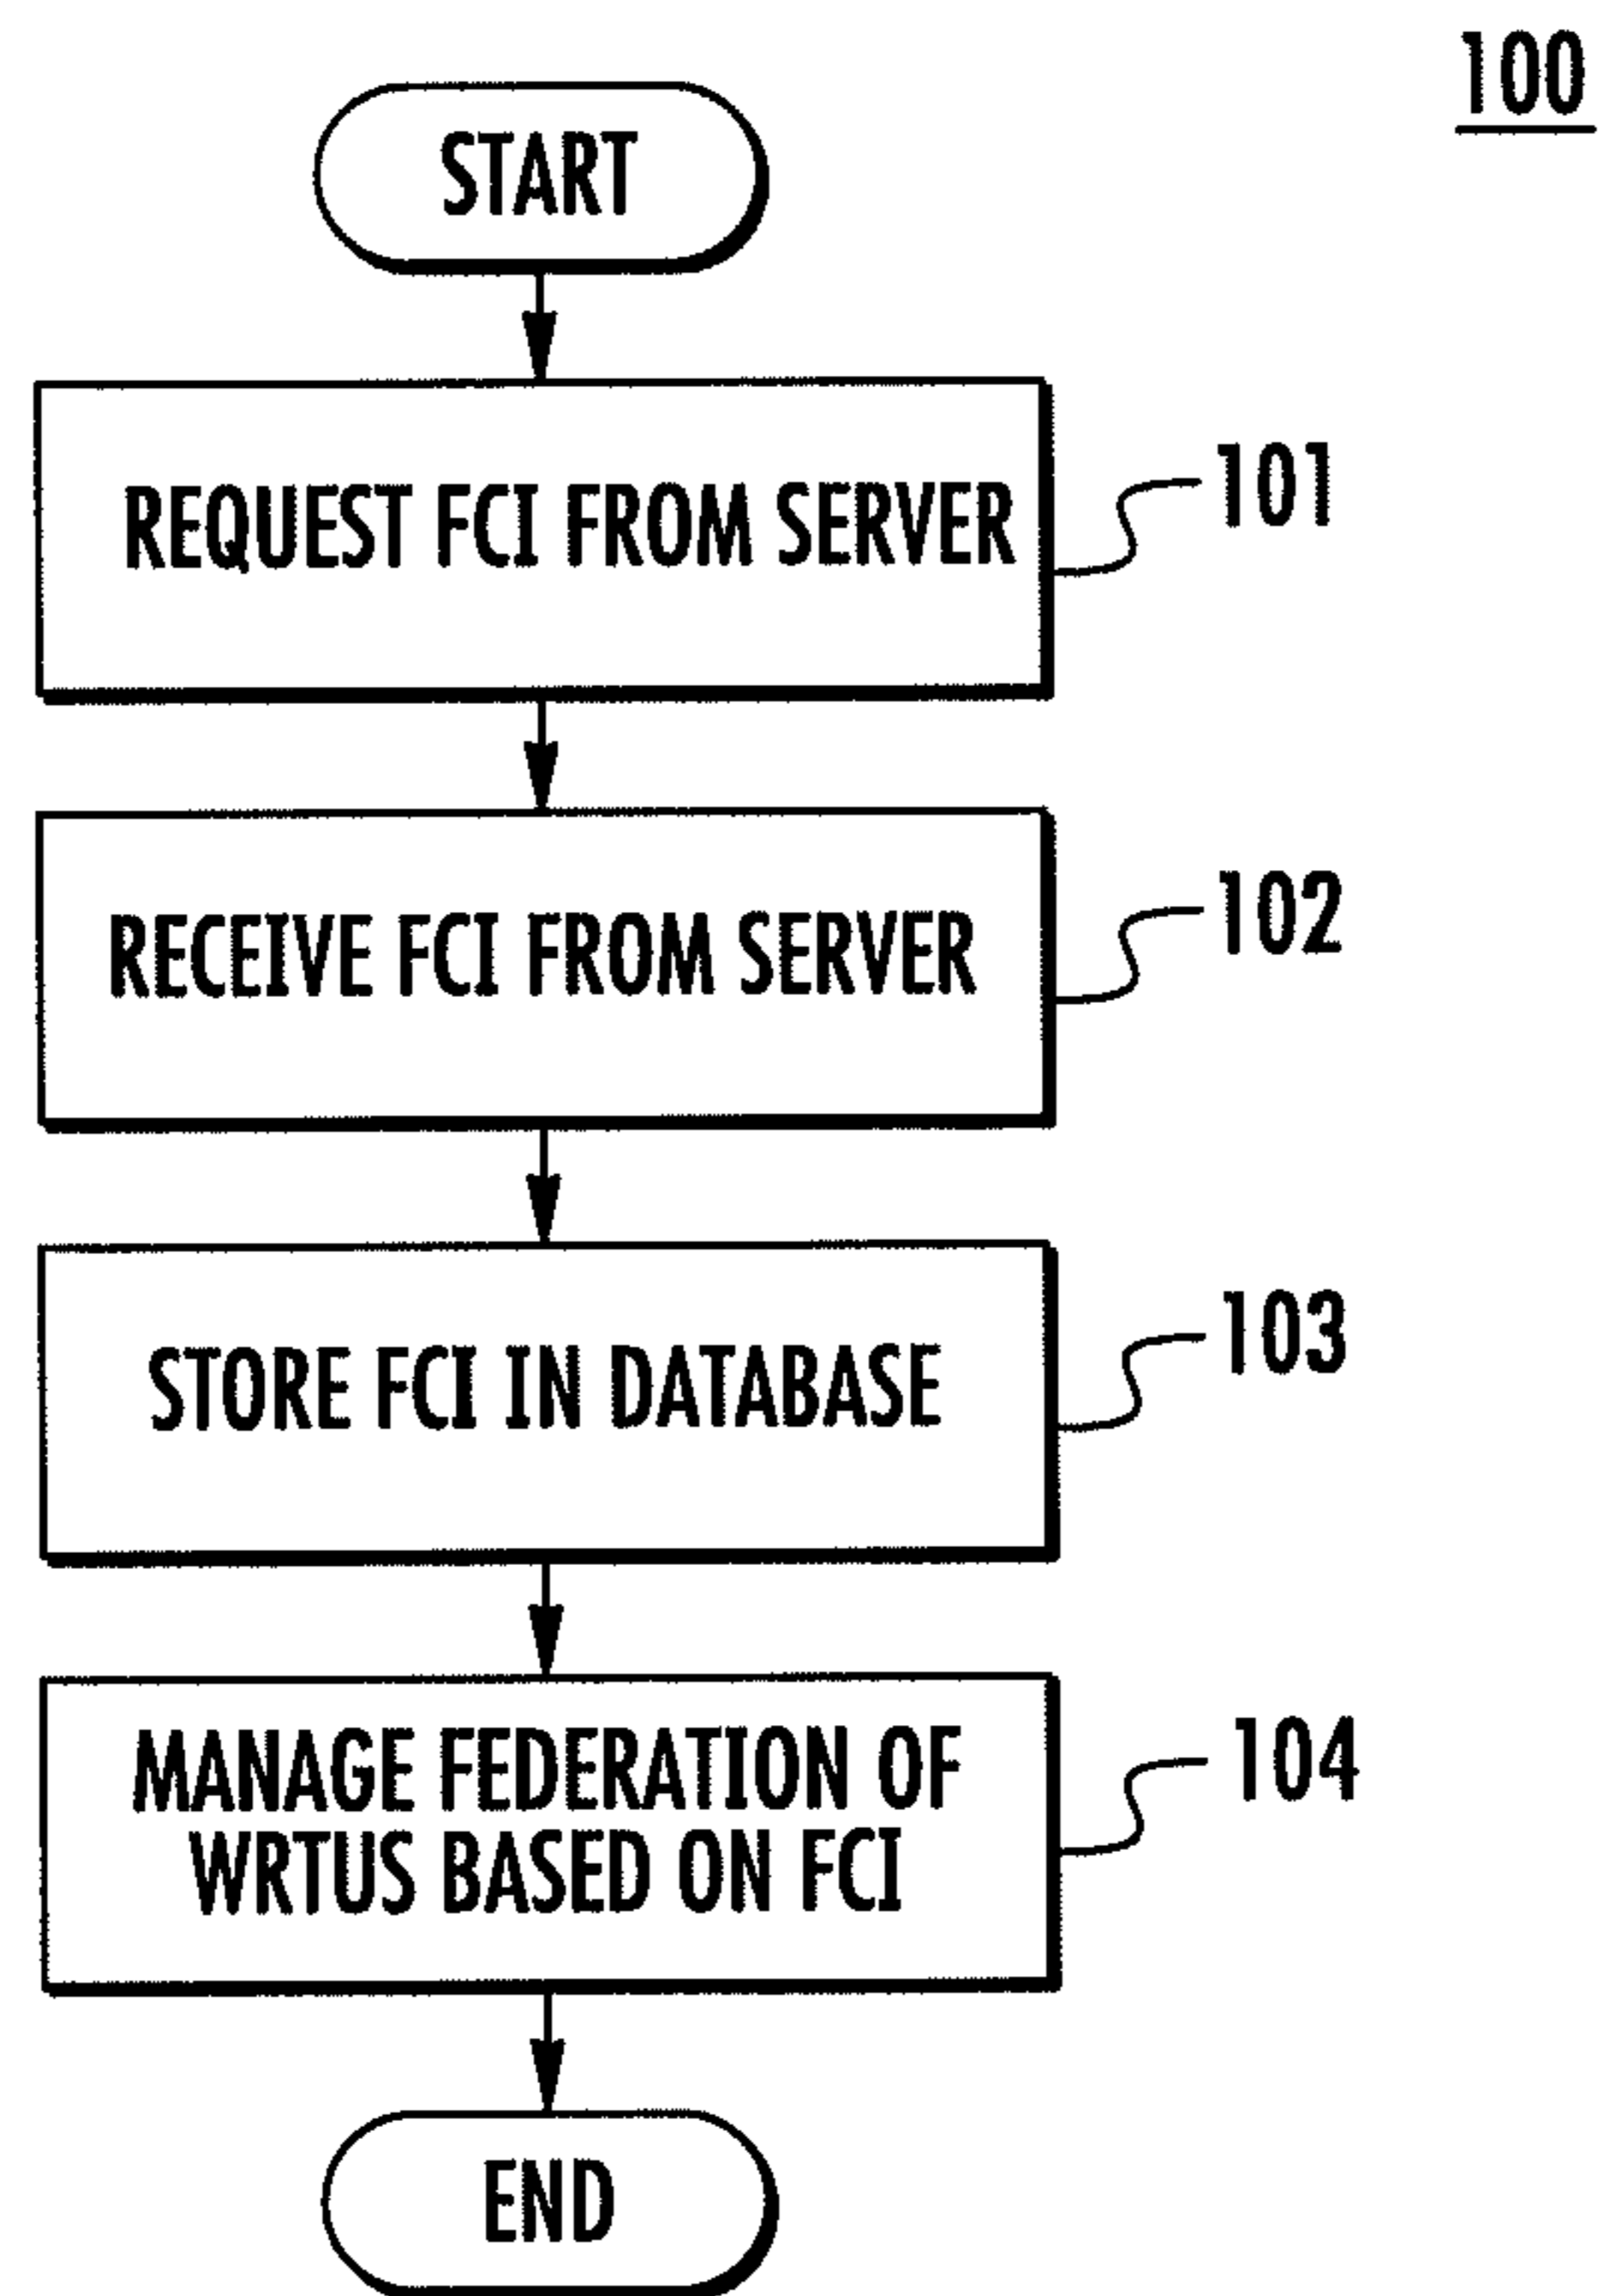 100
START
REQUEST FCI FROM SERVER
101
RECEIVE FCI FROM SERVER
102
STORE FCI IN DATABASE
103
MANAGE FEDERATION OF
WRTUS BASED ON FCI
104
END